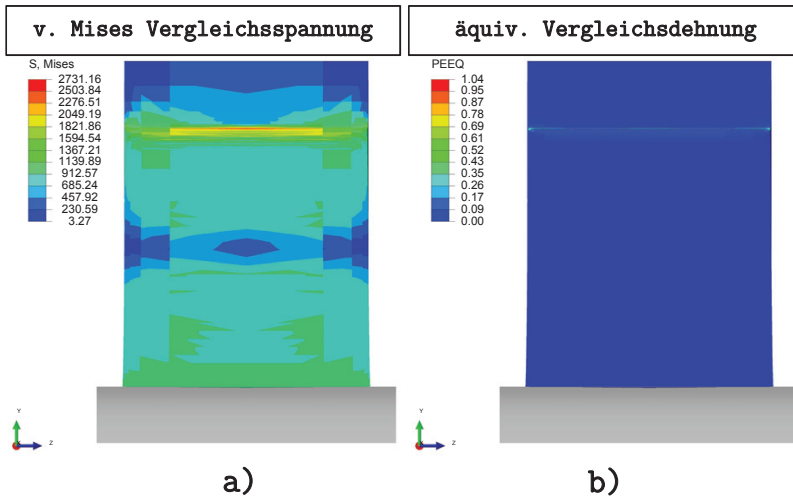 v. Mises Vergleichsspannung
äquiv. Vergleichsdehnung
S, Mises
2731.16
2503.84
2276.51
2049.19
1821.86
1594.54
1367.21
1139.89
912.57
685.24
457.92
230.59
3.27
Y
Z
PEEQ
1.04
0.95
0.87
0.78
0.69
0.61
0.52
0.43
0.35
0.26
0.17
0.09
0.00
Y
Z
a)
b)